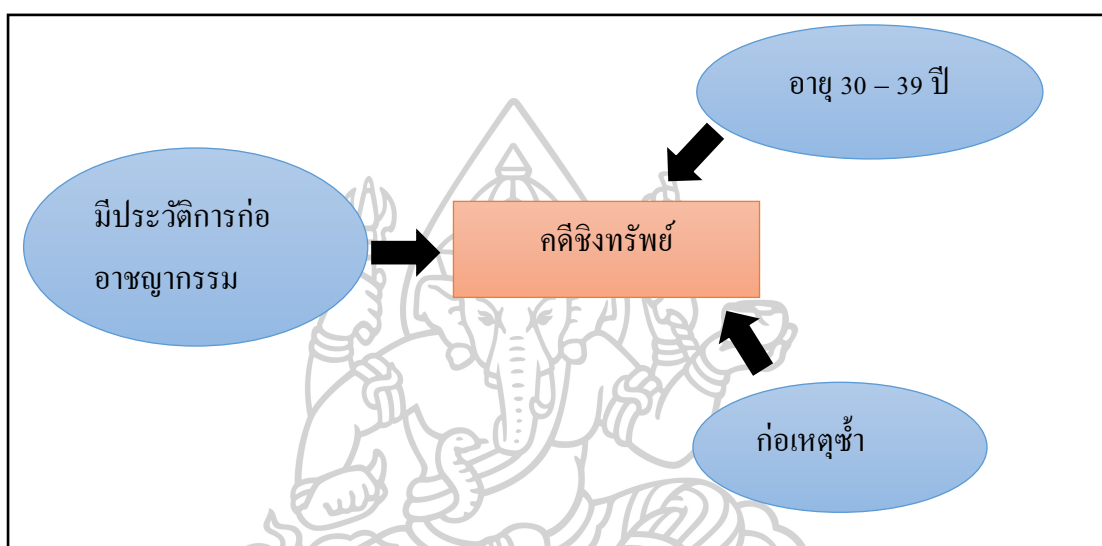 อายุ 30 – 39 ปี
มีประวัติการก่อ
อาชญากรรม
คดีชิงทรัพย์
ก่อเหตุซ้ำ